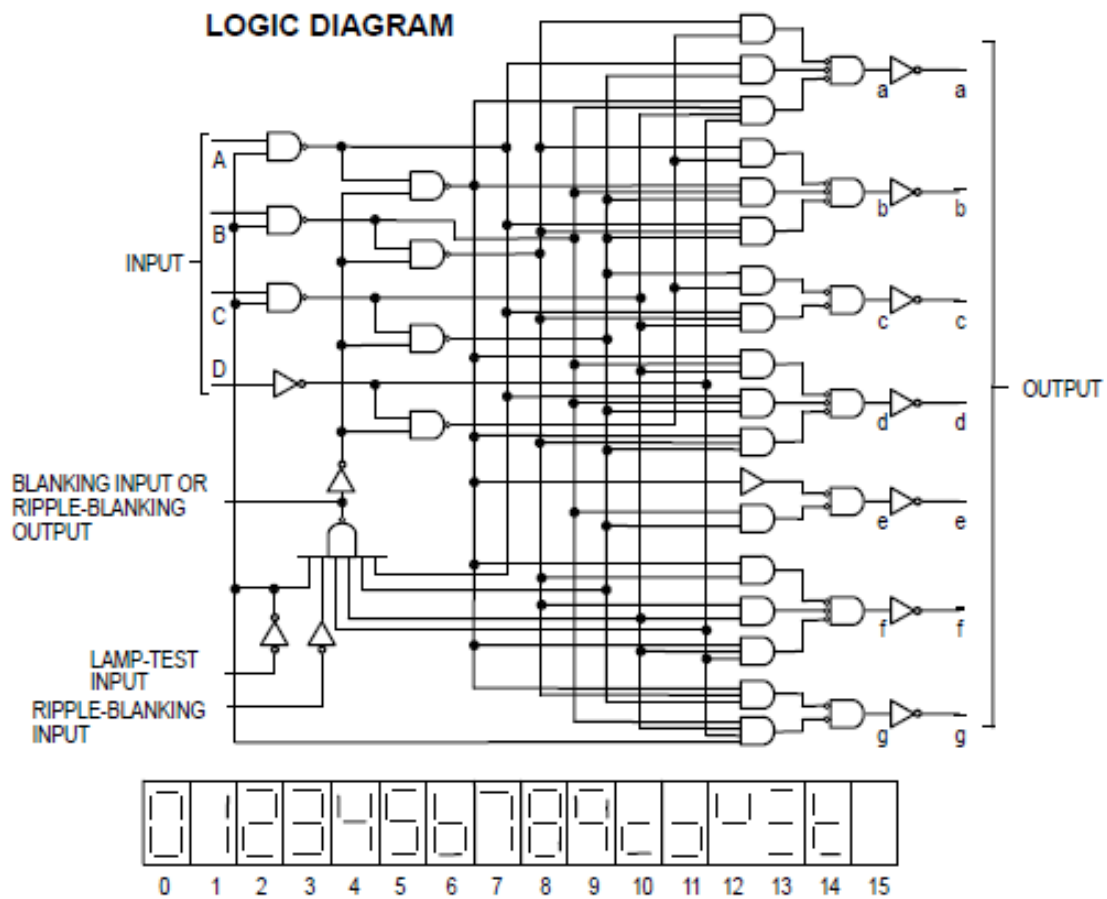 LOGIC DIAGRAM
a
a
A
b
b
B
INPUT
C
c
c
D
OUTPUT
d
d
BLANKING INPUT OR
RIPPLE-BLANKING
OUTPUT
e
e
f
f
LAMP-TEST
INPUT
RIPPLE-BLANKING
INPUT
g
g
0 1 2 3 4 5 6 7 8 9 10 11 12 13 14 15